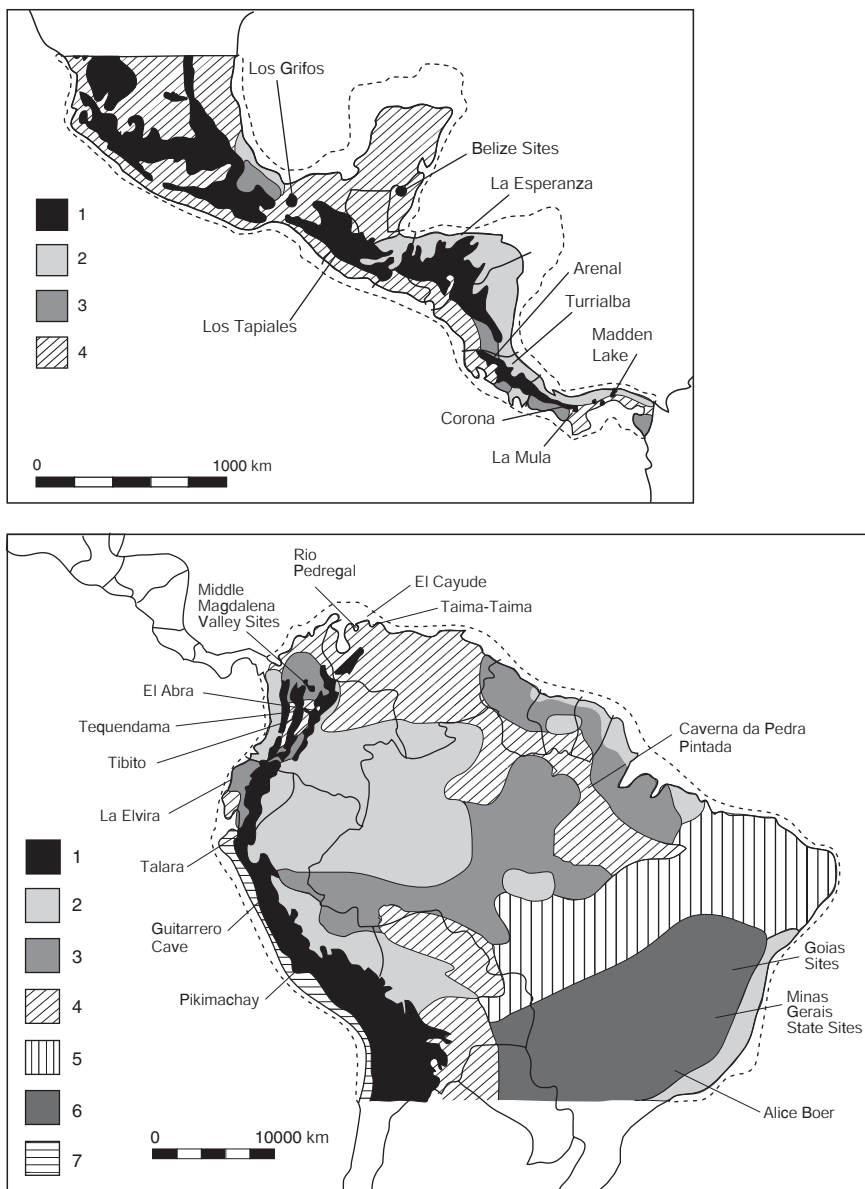 Los Grifos
Belize Sites
La Esperanza
1
2
3
4
Arenal
Turrialba
Madden
Lake
Los Tapiales
Corona
La Mula
0
1000 km
Rio
Pedregal
El Cayude
Taima-Taima
Middle
Magdalena
Valley Sites
El Abra
Tequendama
Tibito
Caverna da Pedra
Pintada
La Elvira
Talara
Guitarrero
Cave
Pikimachay
1
2
3
4
5
6
7
Goias
Sites
Minas
Gerais
State Sites
Alice Boer
0
10000 km